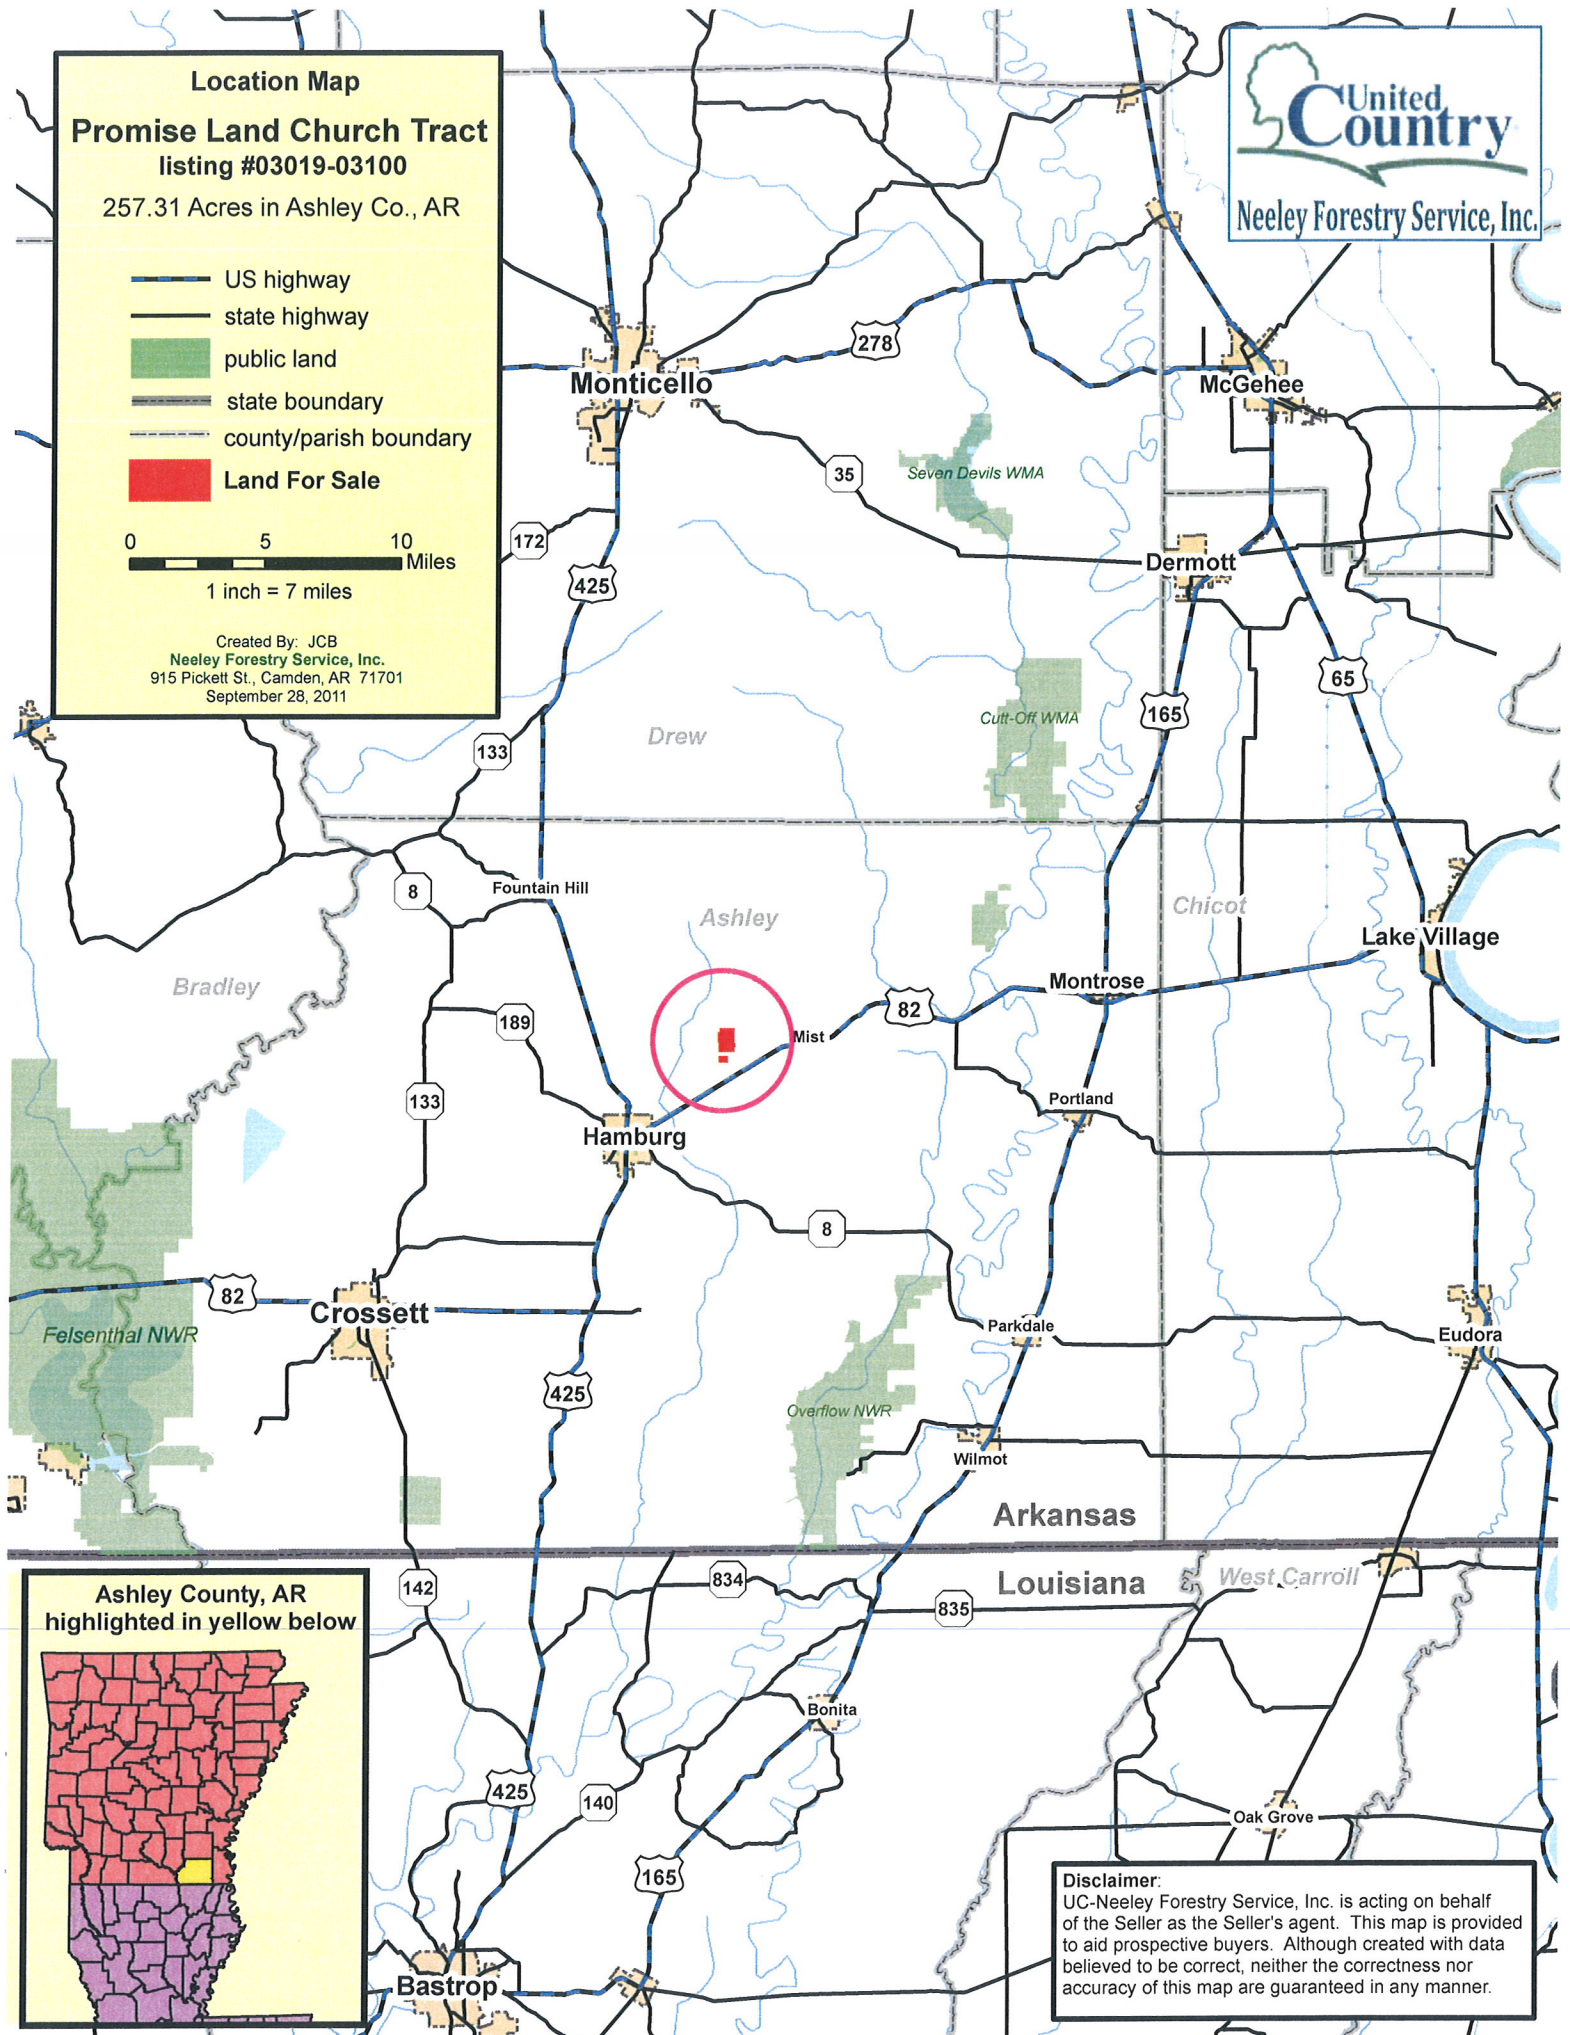 Location Map
Promise Land Church Tract
listing #03019-03100
257.31 Acres in Ashley Co., AR
US highway
state highway
public land
state boundary
county/parish boundary
Land For Sale
0 5 10
Miles
1 inch = 7 miles
Created By: JCB
Neeley Forestry Service, Inc.
915 Pickett St., Camden, AR 71701
September 28, 2011
United
Country
Neeley Forestry Service, Inc.
278
Monticello
McGehee
35
Seven Devils WMA
172
425
Dermott
65
165
Cutt-Off WMA
Drew
133
8
Fountain Hill
Ashley
Chicot
Lake Village
Bradley
Montrose
82
189
Mist
133
Portland
Hamburg
8
82
Crossett
Felsenthal NWR
Parkdale
Eudora
425
Overflow NWR
Wilmot
Arkansas
142
834
Louisiana
West Carroll
835
Bonita
425
140
Oak Grove
165
Bastrop
Ashley County, AR
highlighted in yellow below
Disclaimer:
UC-Neeley Forestry Service, Inc. is acting on behalf
of the Seller as the Seller's agent. This map is provided
to aid prospective buyers. Although created with data
believed to be correct, neither the correctness nor
accuracy of this map are guaranteed in any manner.